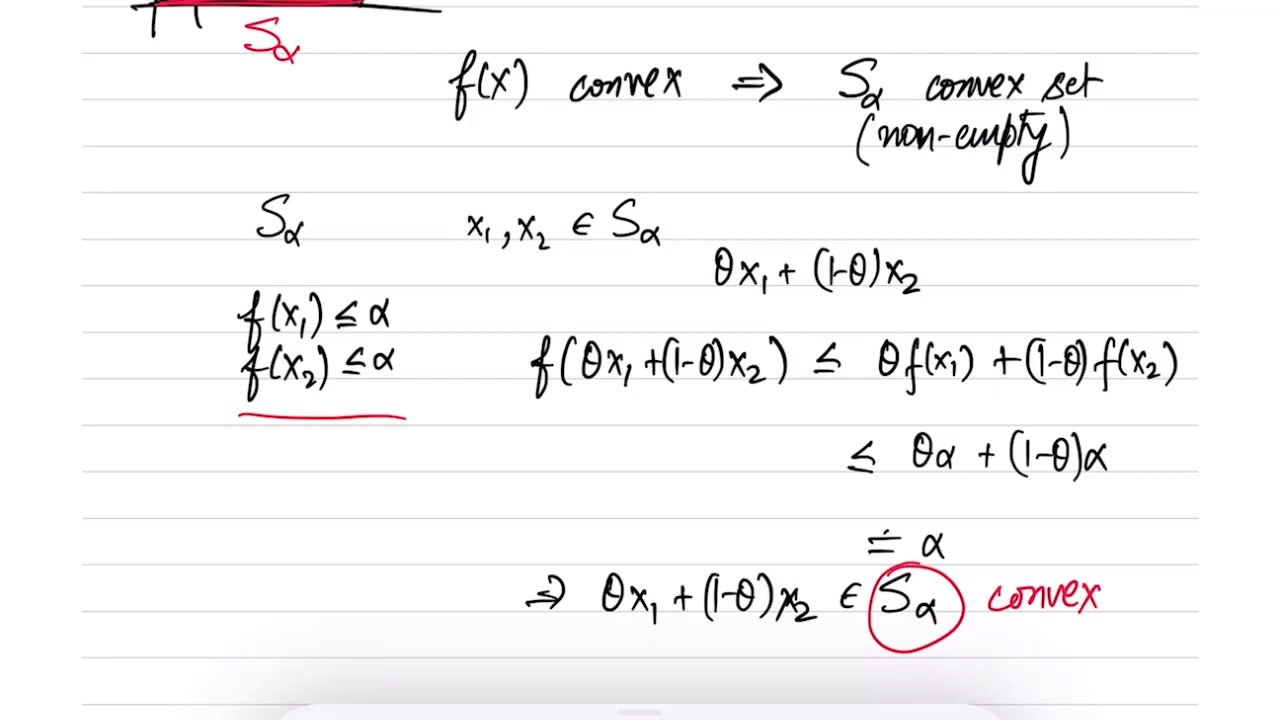 Sα
f(x) convex ⇒ Sα convex set
(non-empty)
Sα x₁, x₂ ∈ Sα
θx₁ + (1-θ)x₂
f(x₁) ≤ α
f(x₂) ≤ α f(θx₁ + (1-θ)x₂) ≤ θf(x₁) + (1-θ)f(x₂)
≤ θα + (1-θ)α
= α
⇒ θx₁ + (1-θ)x₂ ∈ Sα convex